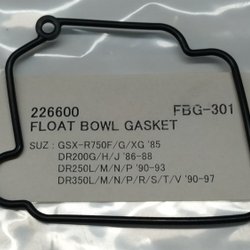 226600 FBG-301
FLOAT BOWL GASKET
SUZ : GSX-R750F/G/XG '85
DR200G/H/J '86-88
DR250L/M/N/P '90-93
DR350L/M/N/P/R/S/T/V '90-97